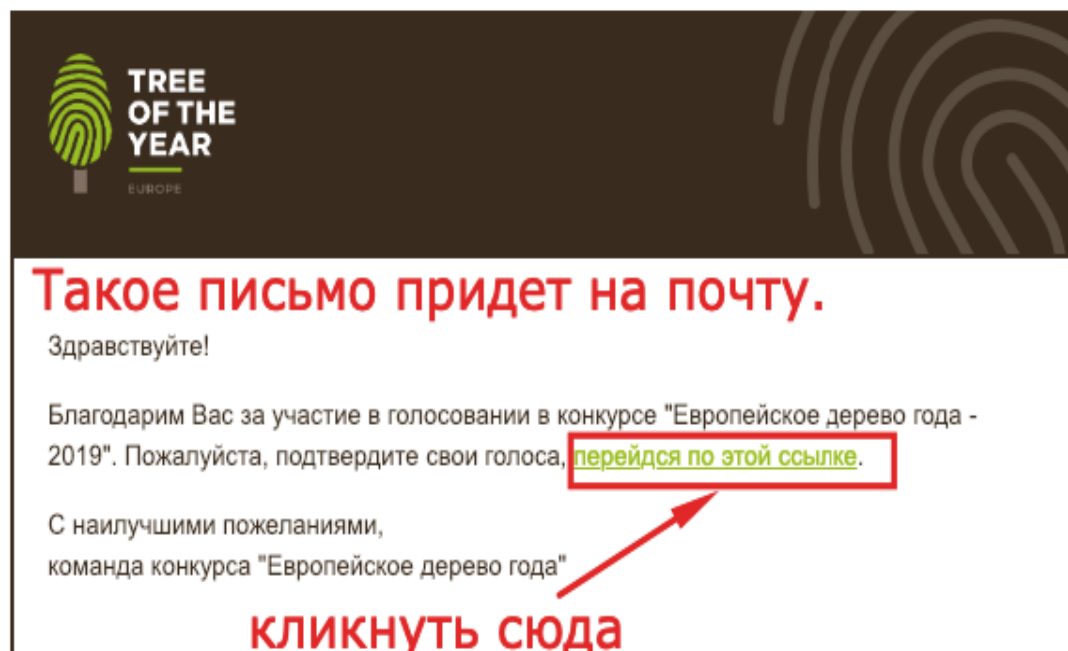 TREE
OF THE
YEAR
EUROPE
Такое письмо придет на почту.
Здравствуйте!
Благодарим Вас за участие в голосовании в конкурсе "Европейское дерево года -
2019". Пожалуйста, подтвердите свои голоса, перейдся по этой ссылке.
С наилучшими пожеланиями,
команда конкурса "Европейское дерево года"
кликнуть сюда